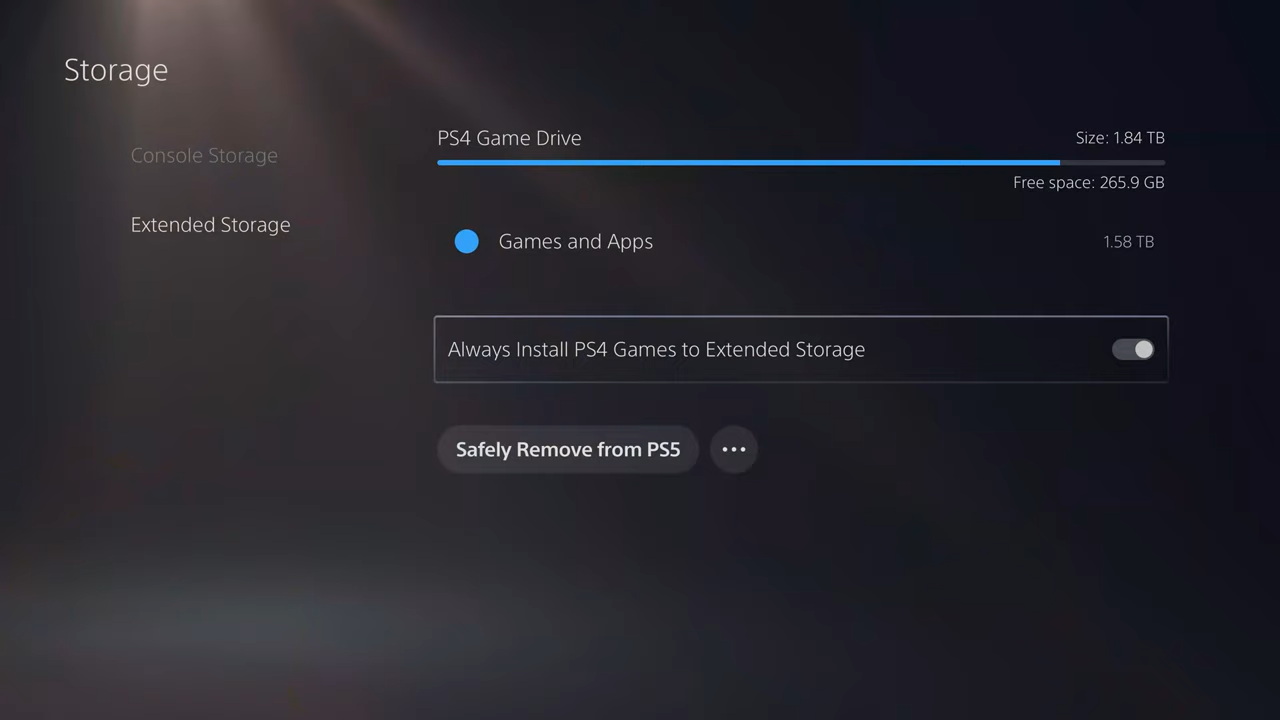 Storage
Console Storage
Extended Storage
PS4 Game Drive
Size: 1.84 TB
Free space: 265.9 GB
Games and Apps
1.58 TB
Always Install PS4 Games to Extended Storage
Safely Remove from PS5
•••